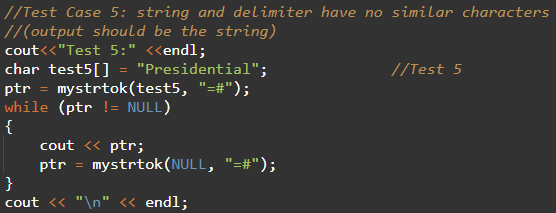 //Test Case 5: string and delimiter have no similar characters
//(output should be the string)
cout<<"Test 5:" <<endl;
char test5[] = "Presidential"; //Test 5
ptr = mystrtok(test5, "=#");
while (ptr != NULL)
{
    cout << ptr;
    ptr = mystrtok(NULL, "=#");
}
cout << "\n" << endl;